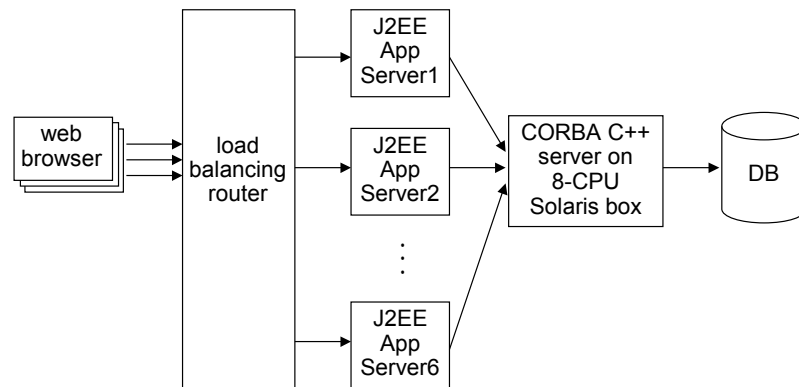 web
browser
load
balancing
router
J2EE
App
Server1
J2EE
App
Server2
J2EE
App
Server6
CORBA C++
server on
8-CPU
Solaris box
DB